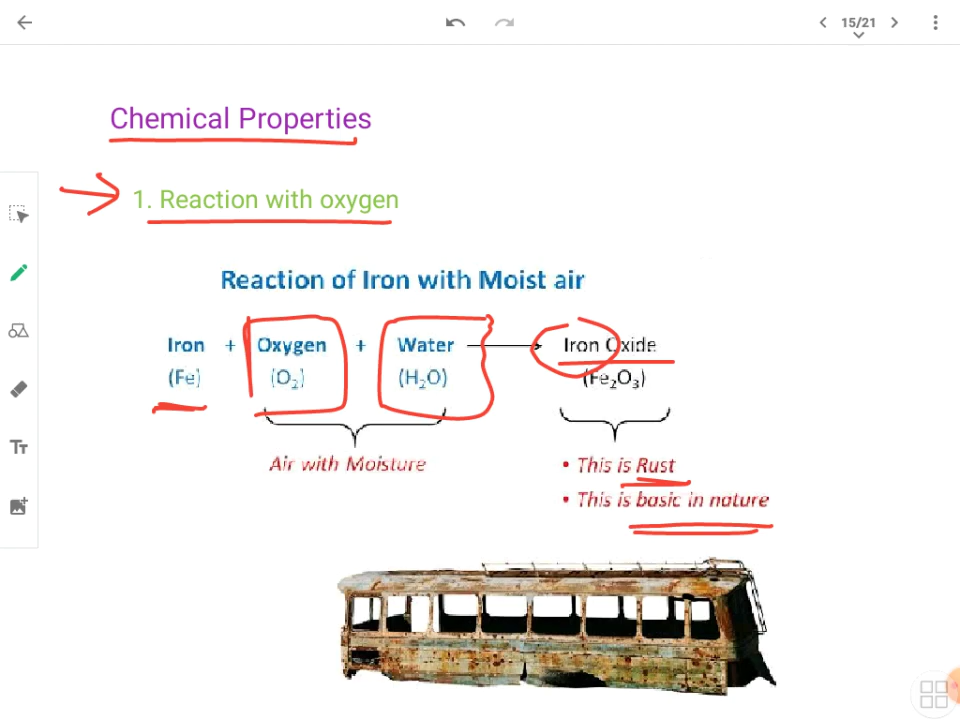 15/21
Chemical Properties
1. Reaction with oxygen
Reaction of Iron with Moist air
Iron + Oxygen + Water → Iron Oxide
(Fe) (O₂) (H₂O) (Fe₂O₃)
Air with Moisture
• This is Rust
• This is basic in nature
Tт